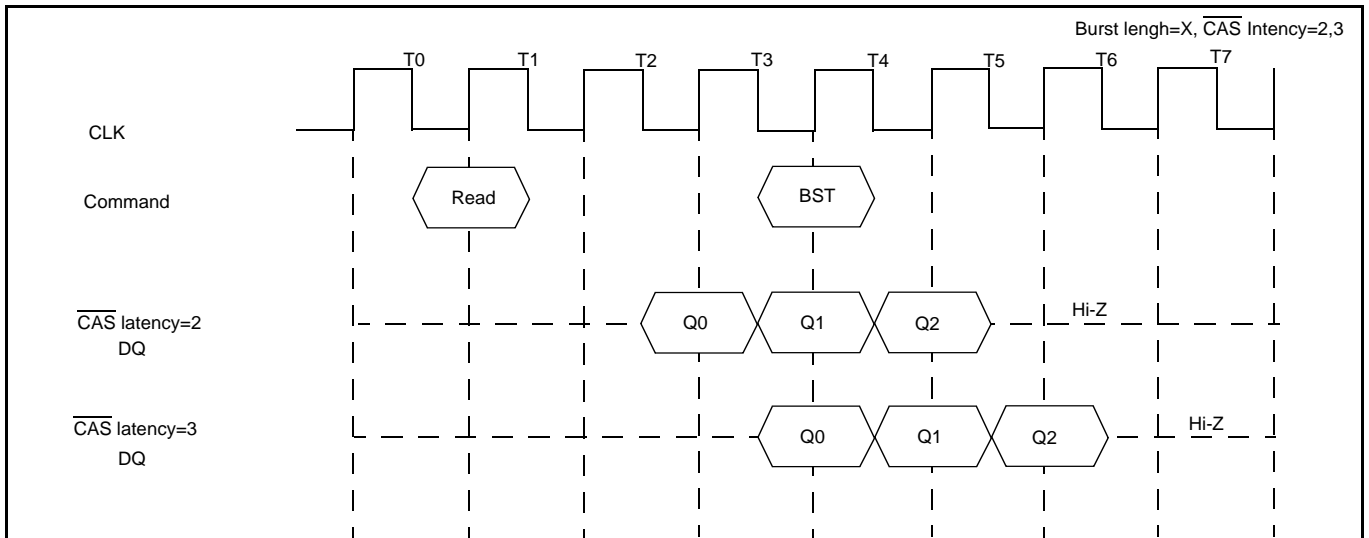 Burst lengh=X, CAS Intency=2,3
T0 T1 T2 T3 T4 T5 T6 T7
CLK
Command Read BST
CAS latency=2 Q0 Q1 Q2 Hi-Z
DQ
CAS latency=3 Q0 Q1 Q2 Hi-Z
DQ